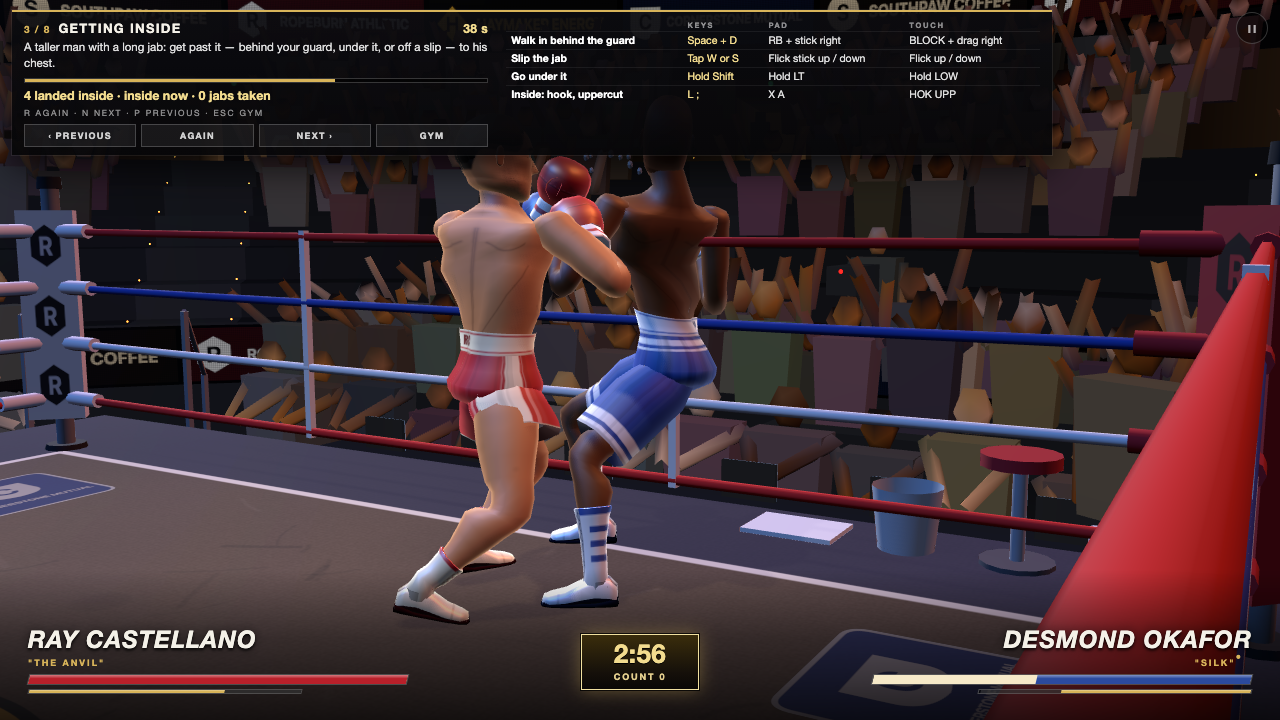 3 / 8 GETTING INSIDE 38 s
A taller man with a long jab: get past it — behind your guard, under it, or off a slip — to his
chest.
4 landed inside · inside now · 0 jabs taken
R AGAIN · N NEXT · P PREVIOUS · ESC GYM
‹ PREVIOUS AGAIN NEXT › GYM
KEYS PAD TOUCH
Walk in behind the guard Space + D RB + stick right BLOCK + drag right
Slip the jab Tap W or S Flick stick up / down Flick up / down
Go under it Hold Shift Hold LT Hold LOW
Inside: hook, uppercut L ; X A HOK UPP
R
R
R
COFFEE
R
RAY CASTELLANO
"THE ANVIL"
2:56
COUNT 0
DESMOND OKAFOR
"SILK"